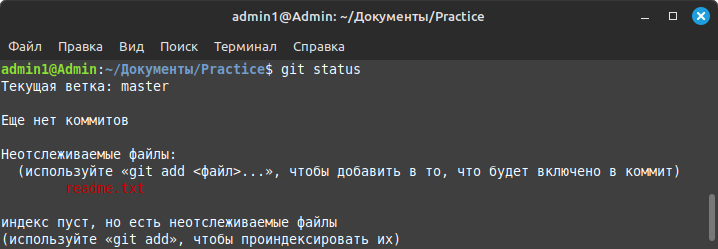 admin1@Admin: ~/Документы/Practice
Файл Правка Вид Поиск Терминал Справка
admin1@Admin:~/Документы/Practice$ git status
Текущая ветка: master
Еще нет коммитов
Неотслеживаемые файлы:
(используйте «git add <файл>...», чтобы добавить в то, что будет включено в коммит)
readme.txt
индекс пуст, но есть неотслеживаемые файлы
(используйте «git add», чтобы проиндексировать их)